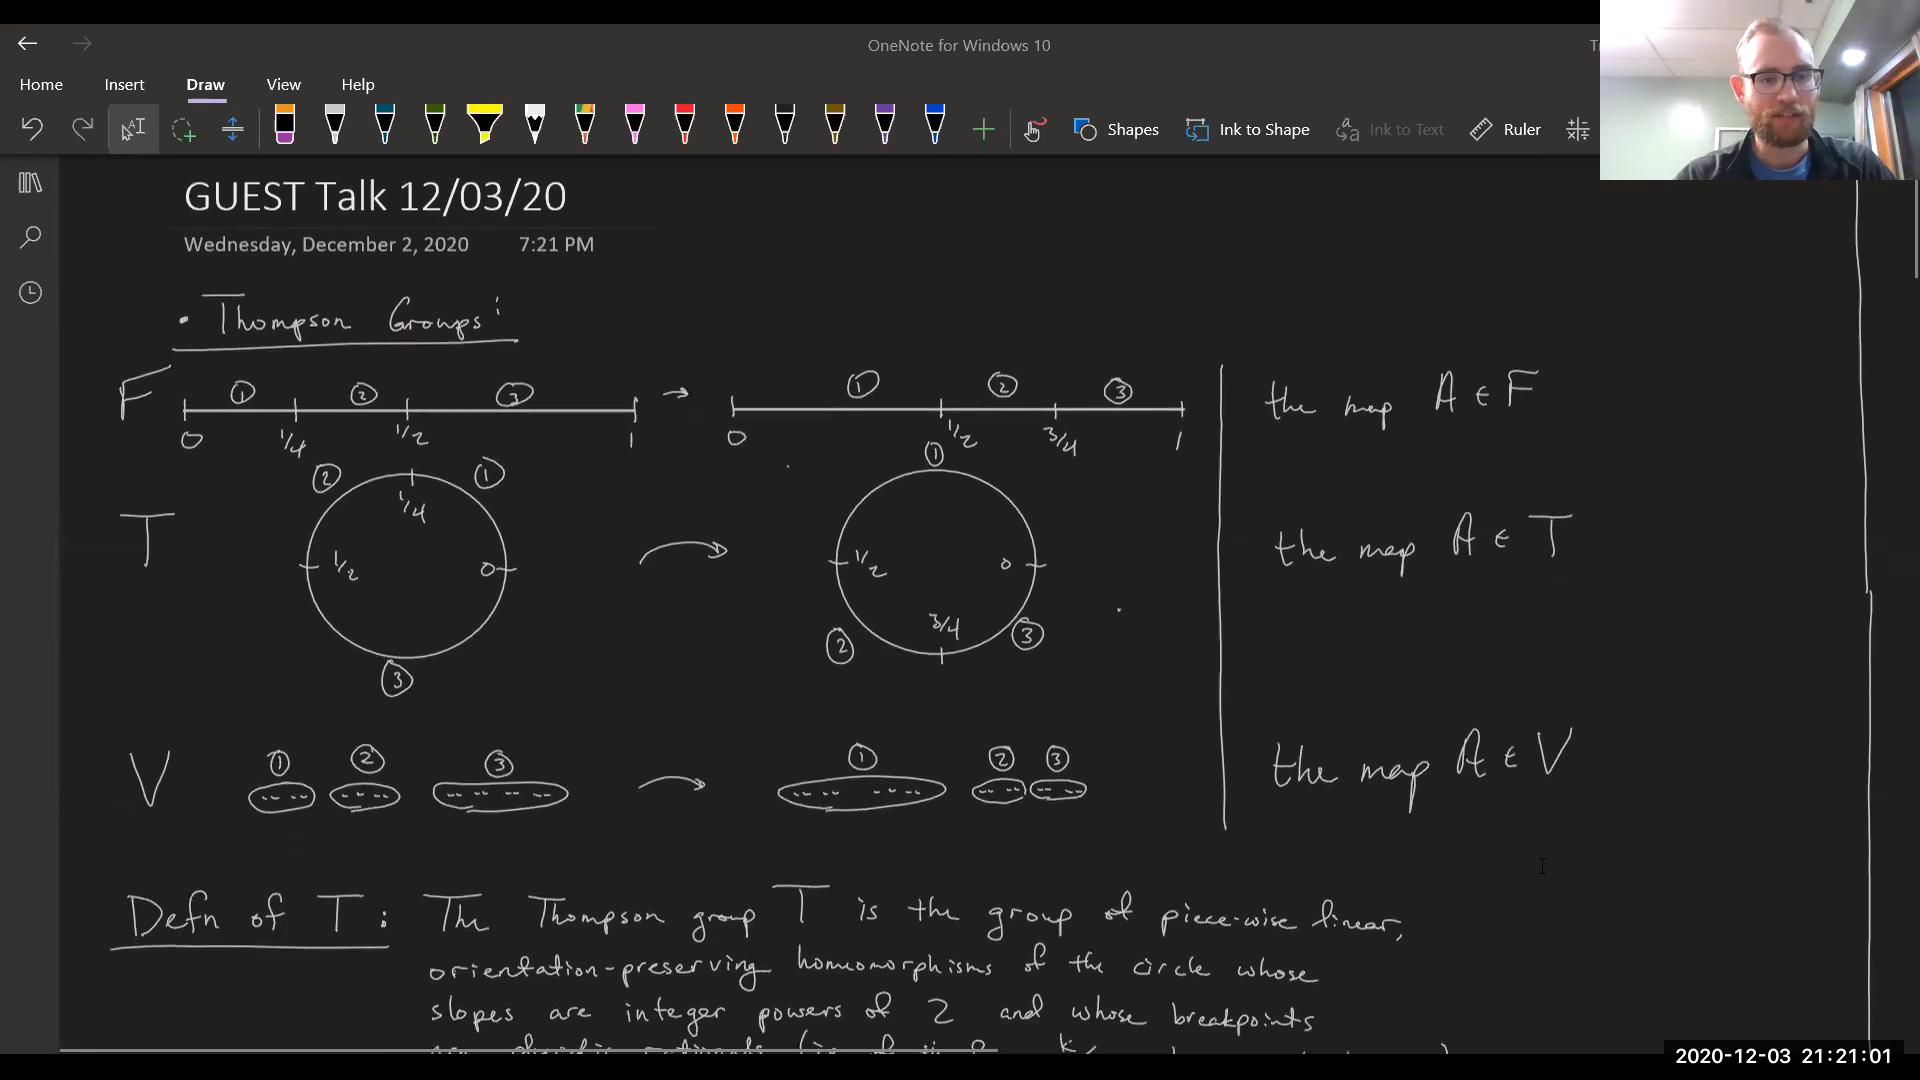 OneNote for Windows 10
Home Insert Draw View Help
Shapes Ink to Shape Ink to Text Ruler
GUEST Talk 12/03/20
Wednesday, December 2, 2020 7:21 PM
• Thompson Groups:
F ① ② ③ → ① ② ③ the map A ∈ F
0 1/4 1/2 1 0 1/2 3/4 1
② ① ①
1/4
T 1/2 0 1/2 0 the map A ∈ T
3/4
③ ② ③
V ① ② ③ ① ② ③ the map A ∈ V
Defn of T: The Thompson group T is the group of piece-wise linear,
orientation-preserving homeomorphisms of the circle whose
slopes are integer powers of 2 and whose breakpoints
2020-12-03 21:21:01